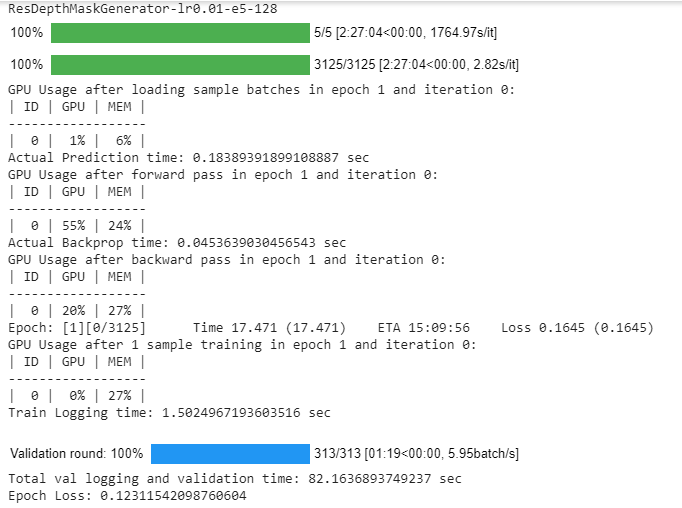 ResDepthMaskGenerator-lr0.01-e5-128
100% 5/5 [2:27:04<00:00, 1764.97s/it]
100% 3125/3125 [2:27:04<00:00, 2.82s/it]
GPU Usage after loading sample batches in epoch 1 and iteration 0:
| ID | GPU | MEM |
------------------
| 0 | 1% | 6% |
Actual Prediction time: 0.18389391899108887 sec
GPU Usage after forward pass in epoch 1 and iteration 0:
| ID | GPU | MEM |
------------------
| 0 | 55% | 24% |
Actual Backprop time: 0.0453639030456543 sec
GPU Usage after backward pass in epoch 1 and iteration 0:
| ID | GPU | MEM |
------------------
| 0 | 20% | 27% |
Epoch: [1][0/3125] Time 17.471 (17.471) ETA 15:09:56 Loss 0.1645 (0.1645)
GPU Usage after 1 sample training in epoch 1 and iteration 0:
| ID | GPU | MEM |
------------------
| 0 | 0% | 27% |
Train Logging time: 1.5024967193603516 sec
Validation round: 100% 313/313 [01:19<00:00, 5.95batch/s]
Total val logging and validation time: 82.1636893749237 sec
Epoch Loss: 0.12311542098760604